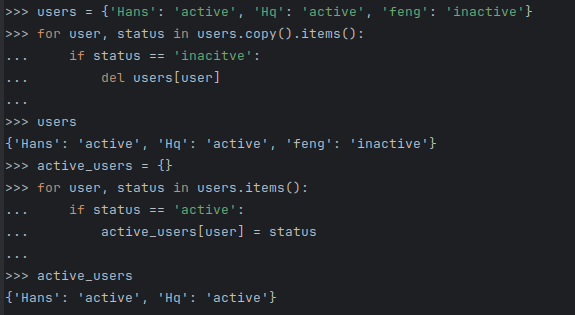 >>> users = {'Hans': 'active', 'Hq': 'active', 'feng': 'inactive'}
>>> for user, status in users.copy().items():
...     if status == 'inacitve':
...         del users[user]
...
>>> users
{'Hans': 'active', 'Hq': 'active', 'feng': 'inactive'}
>>> active_users = {}
>>> for user, status in users.items():
...     if status == 'active':
...         active_users[user] = status
...
>>> active_users
{'Hans': 'active', 'Hq': 'active'}